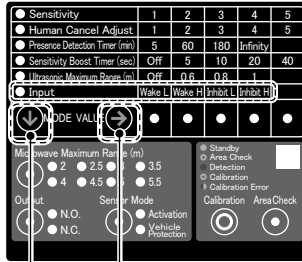 Sensitivity 1 2 3 4 5
Human Cancel Adjust 1 2 3 4 5
Presence Detection Timer (min) 5 60 180 Infinity
Sensitivity Boost Timer (sec) Off 5 10 20 40
Ultrasonic Maximum Range (m) Off 0.6 0.8 1
Input Wake L Wake H Inhibit L Inhibit H
MODE VALUE
Microwave Maximum Range (m)
2 2.5 3.5
4 4.5 5 5.5
Output Sensor Mode
N.O. Activation
N.C. Vehicle Protection
Standby
Area Check
Detection
Calibration
Calibration Error
Calibration AreaCheck